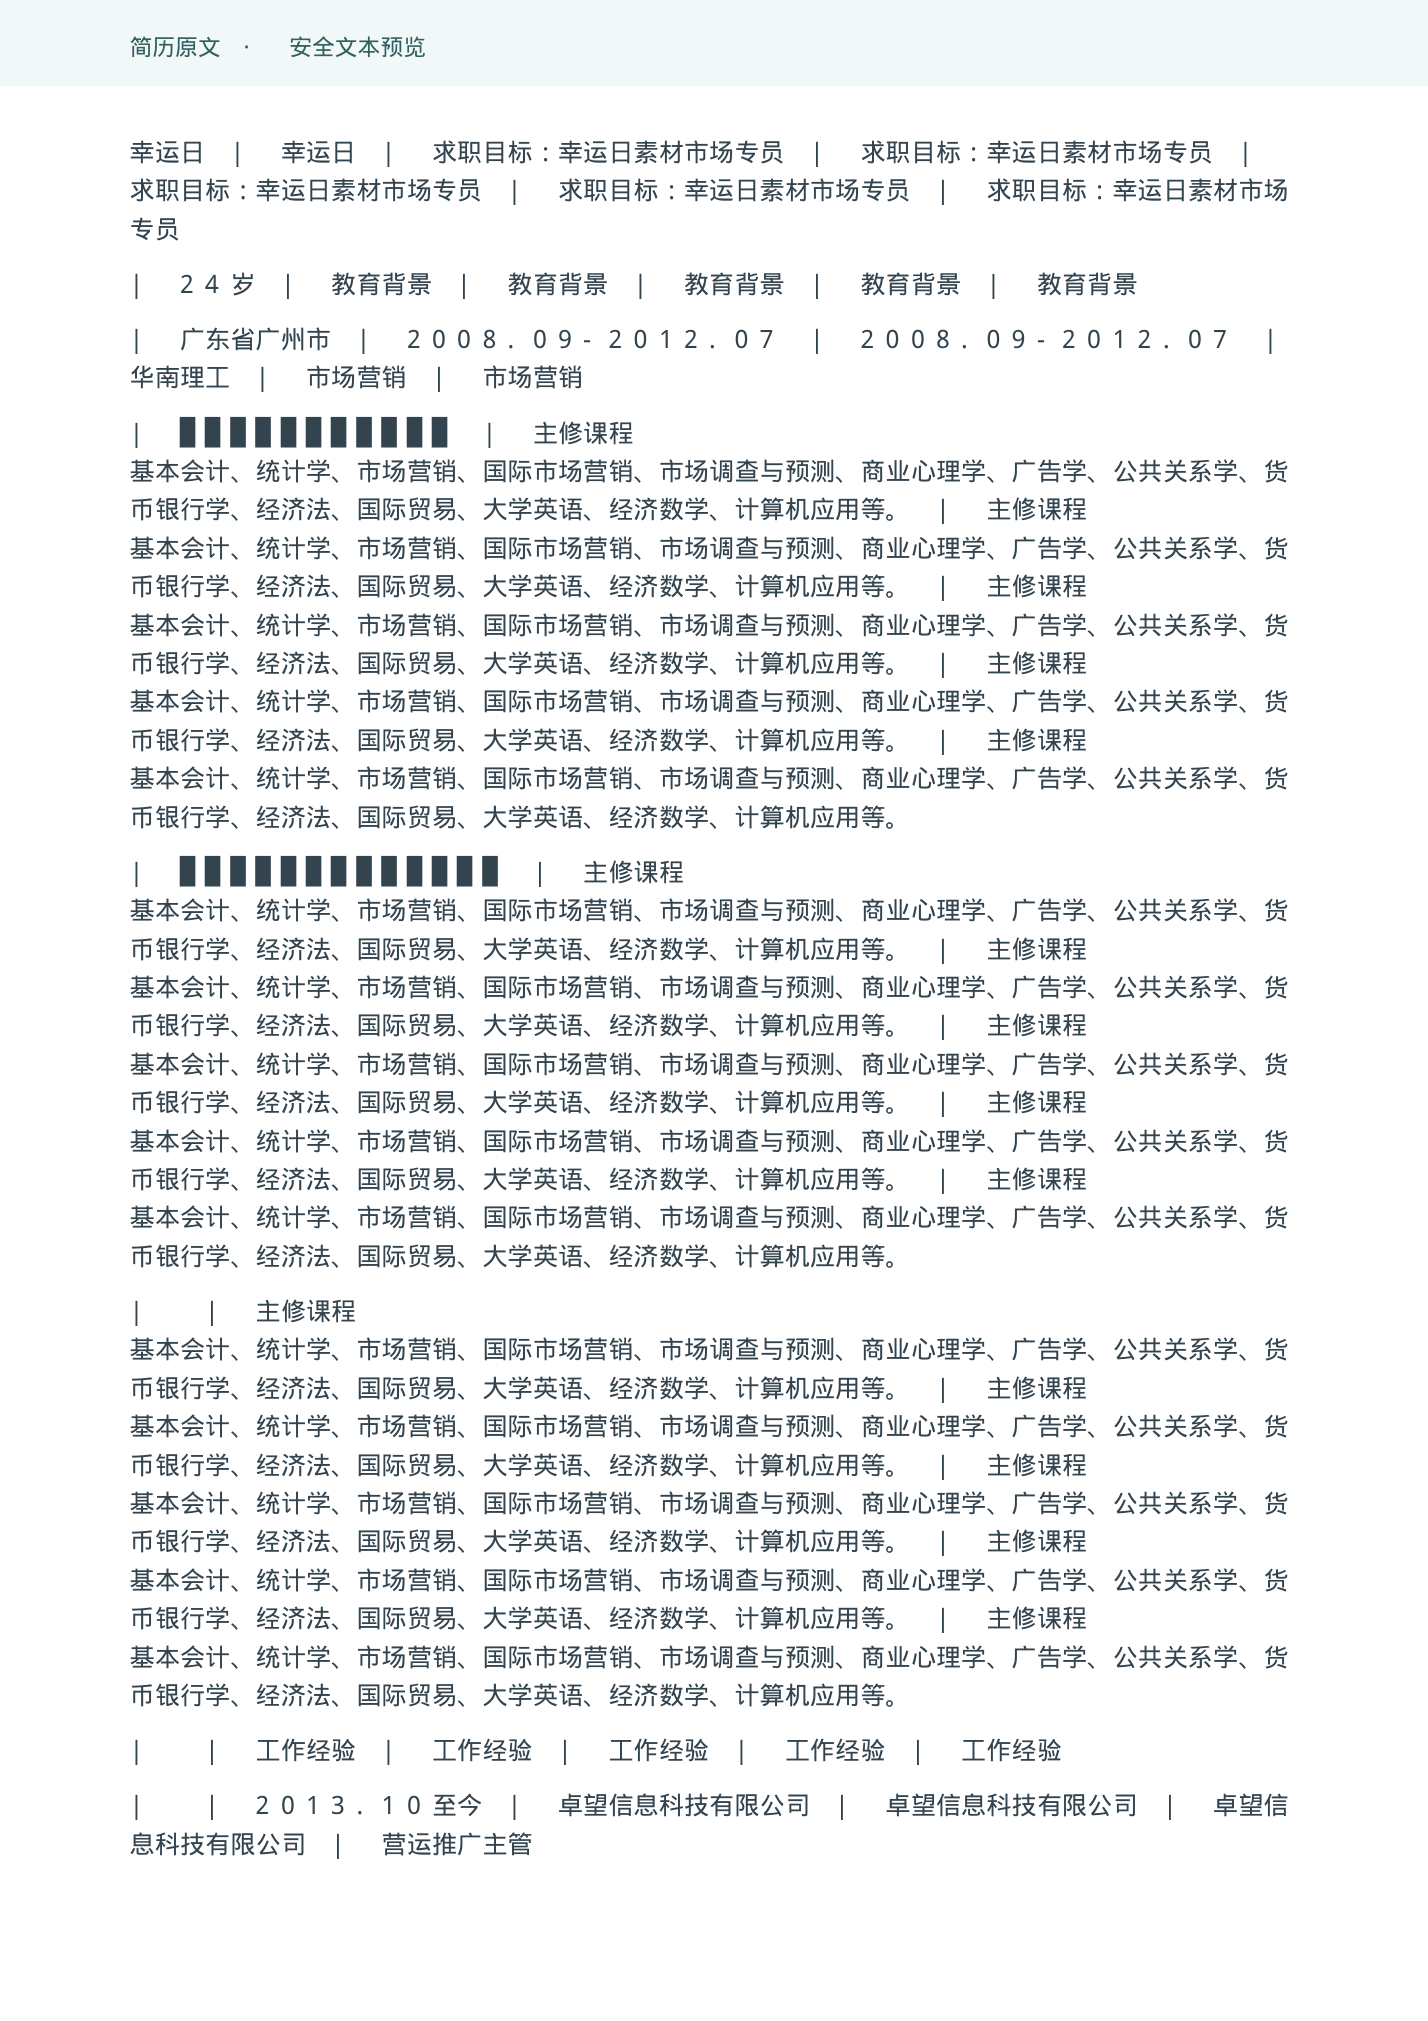 简历原文 · 安全文本预览
幸运日 | 幸运日 | 求职目标:幸运日素材市场专员 | 求职目标:幸运日素材市场专员 |
求职目标:幸运日素材市场专员 | 求职目标:幸运日素材市场专员 | 求职目标:幸运日素材市场
专员
| 24岁 | 教育背景 | 教育背景 | 教育背景 | 教育背景 | 教育背景
| 广东省广州市 | 2008.09-2012.07 | 2008.09-2012.07 |
华南理工 | 市场营销 | 市场营销
| ███████████ | 主修课程
基本会计、统计学、市场营销、国际市场营销、市场调查与预测、商业心理学、广告学、公共关系学、货
币银行学、经济法、国际贸易、大学英语、经济数学、计算机应用等。 | 主修课程
基本会计、统计学、市场营销、国际市场营销、市场调查与预测、商业心理学、广告学、公共关系学、货
币银行学、经济法、国际贸易、大学英语、经济数学、计算机应用等。 | 主修课程
基本会计、统计学、市场营销、国际市场营销、市场调查与预测、商业心理学、广告学、公共关系学、货
币银行学、经济法、国际贸易、大学英语、经济数学、计算机应用等。 | 主修课程
基本会计、统计学、市场营销、国际市场营销、市场调查与预测、商业心理学、广告学、公共关系学、货
币银行学、经济法、国际贸易、大学英语、经济数学、计算机应用等。 | 主修课程
基本会计、统计学、市场营销、国际市场营销、市场调查与预测、商业心理学、广告学、公共关系学、货
币银行学、经济法、国际贸易、大学英语、经济数学、计算机应用等。
| █████████████ | 主修课程
基本会计、统计学、市场营销、国际市场营销、市场调查与预测、商业心理学、广告学、公共关系学、货
币银行学、经济法、国际贸易、大学英语、经济数学、计算机应用等。 | 主修课程
基本会计、统计学、市场营销、国际市场营销、市场调查与预测、商业心理学、广告学、公共关系学、货
币银行学、经济法、国际贸易、大学英语、经济数学、计算机应用等。 | 主修课程
基本会计、统计学、市场营销、国际市场营销、市场调查与预测、商业心理学、广告学、公共关系学、货
币银行学、经济法、国际贸易、大学英语、经济数学、计算机应用等。 | 主修课程
基本会计、统计学、市场营销、国际市场营销、市场调查与预测、商业心理学、广告学、公共关系学、货
币银行学、经济法、国际贸易、大学英语、经济数学、计算机应用等。 | 主修课程
基本会计、统计学、市场营销、国际市场营销、市场调查与预测、商业心理学、广告学、公共关系学、货
币银行学、经济法、国际贸易、大学英语、经济数学、计算机应用等。
| | 主修课程
基本会计、统计学、市场营销、国际市场营销、市场调查与预测、商业心理学、广告学、公共关系学、货
币银行学、经济法、国际贸易、大学英语、经济数学、计算机应用等。 | 主修课程
基本会计、统计学、市场营销、国际市场营销、市场调查与预测、商业心理学、广告学、公共关系学、货
币银行学、经济法、国际贸易、大学英语、经济数学、计算机应用等。 | 主修课程
基本会计、统计学、市场营销、国际市场营销、市场调查与预测、商业心理学、广告学、公共关系学、货
币银行学、经济法、国际贸易、大学英语、经济数学、计算机应用等。 | 主修课程
基本会计、统计学、市场营销、国际市场营销、市场调查与预测、商业心理学、广告学、公共关系学、货
币银行学、经济法、国际贸易、大学英语、经济数学、计算机应用等。 | 主修课程
基本会计、统计学、市场营销、国际市场营销、市场调查与预测、商业心理学、广告学、公共关系学、货
币银行学、经济法、国际贸易、大学英语、经济数学、计算机应用等。
| | 工作经验 | 工作经验 | 工作经验 | 工作经验 | 工作经验
| | 2013.10至今 | 卓望信息科技有限公司 | 卓望信息科技有限公司 | 卓望信
息科技有限公司 | 营运推广主管